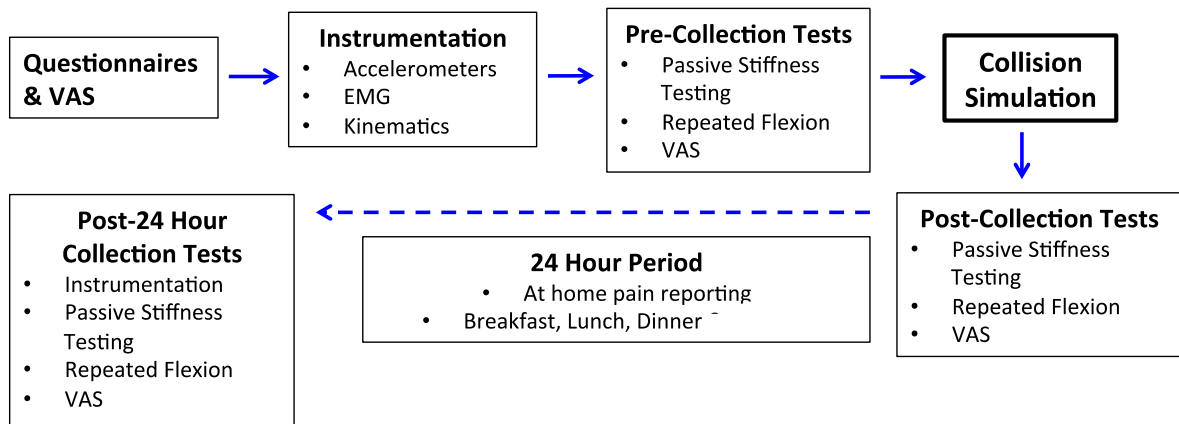 Questionnaires
& VAS
Instrumentation
• Accelerometers
• EMG
• Kinematics
Pre-Collection Tests
• Passive Stiffness
Testing
• Repeated Flexion
• VAS
Collision
Simulation
Post-Collection Tests
• Passive Stiffness
Testing
• Repeated Flexion
• VAS
24 Hour Period
• At home pain reporting
• Breakfast, Lunch, Dinner
Post-24 Hour
Collection Tests
• Instrumentation
• Passive Stiffness
Testing
• Repeated Flexion
• VAS